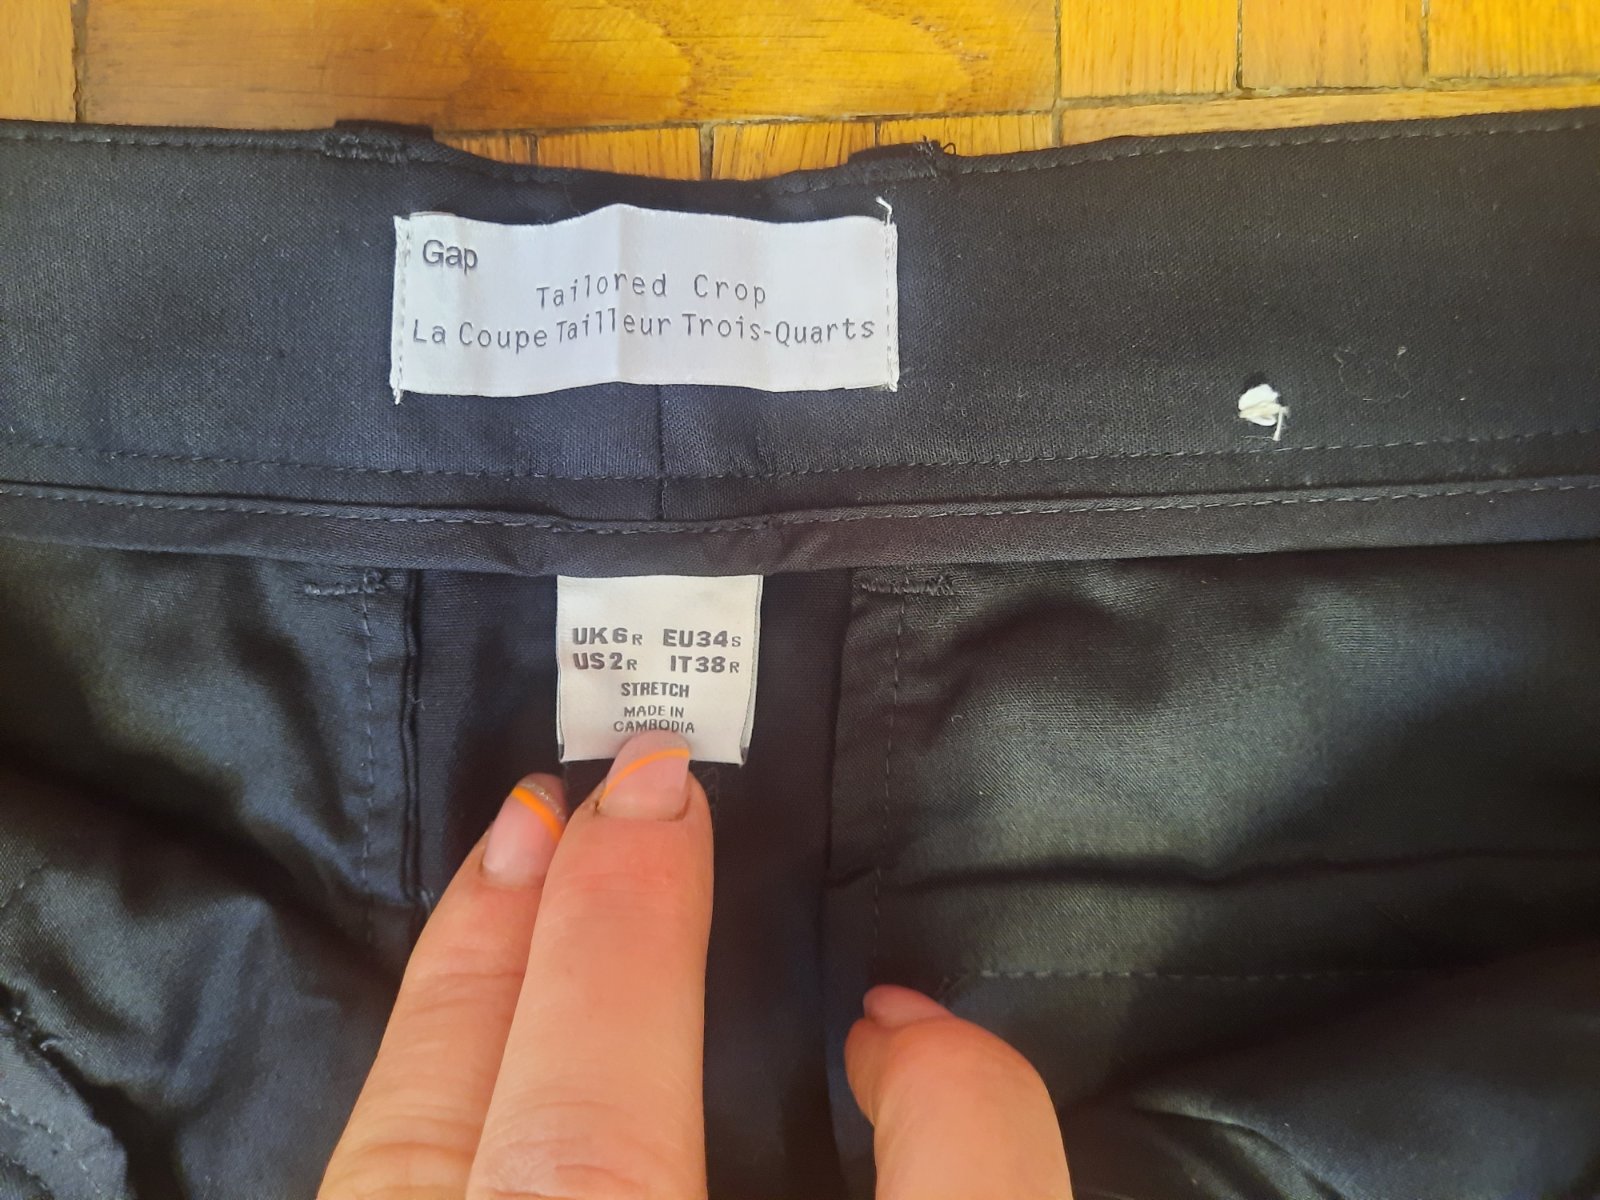 Gap
Tailored Crop
La Coupe Tailleur Trois-Quarts
UK6R EU34S
US2R IT38R
STRETCH
MADE IN
CAMBODIA